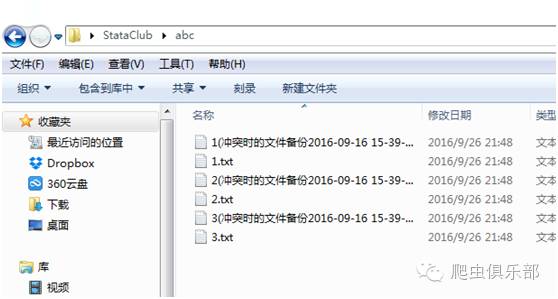 StataClub ▸ abc
文件(F) 编辑(E) 查看(V) 工具(T) 帮助(H)
组织 包含到库中 共享 刻录 新建文件夹
收藏夹
最近访问的位置
Dropbox
360云盘
下载
桌面
库
视频
名称 修改日期 类型
1(冲突时的文件备份2016-09-16 15-39-... 2016/9/26 21:48 文本
1.txt 2016/9/26 21:48 文本
2(冲突时的文件备份2016-09-16 15-39-... 2016/9/26 21:48 文本
2.txt 2016/9/26 21:48 文本
3(冲突时的文件备份2016-09-16 15-39-... 2016/9/26 21:48 文本
3.txt 2016/9/26 21:48 文本
爬虫俱乐部